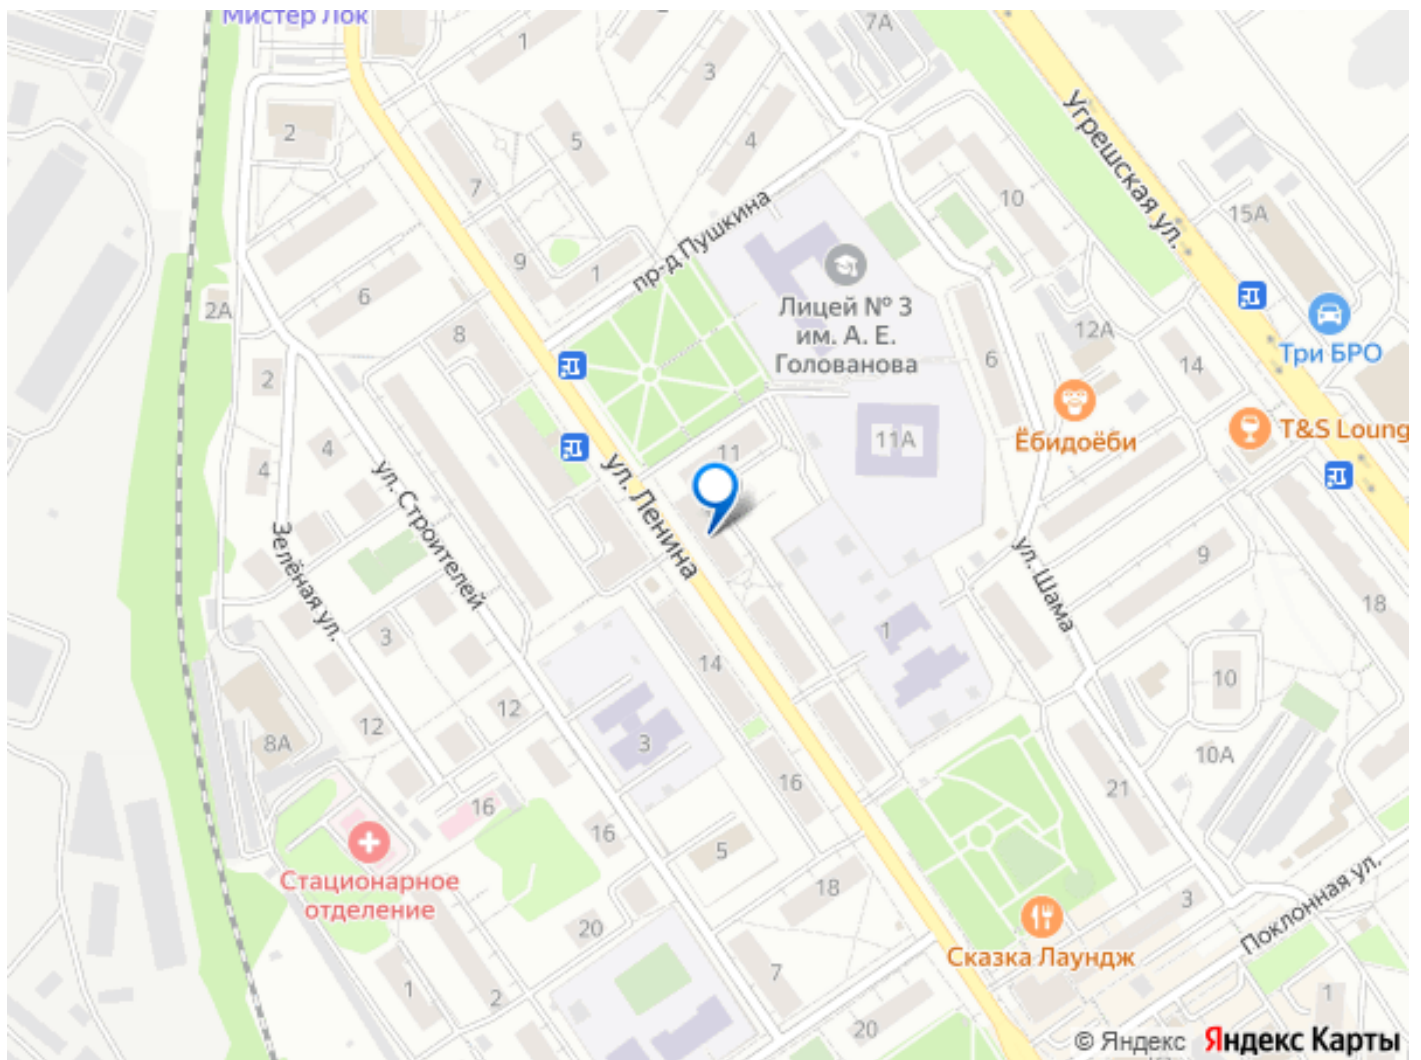 Мистер Лок
1
7А
3
2
5
4
7
Угрешская ул.
10
15А
пр-д Пушкина
9
1
6
2А
8
Лицей № 3
им. А. Е.
Голованова
12А
14
Три БРО
2
6
4
4
11
11А
Ёбидоёби
T&S Loung
ул. Ленина
ул. Строителей
Зелёная ул.
ул. Шама
9
18
3
1
14
10
12
12
3
8А
10А
16
21
16
16
5
18
Стационарное
отделение
3
Поклонная ул.
20
Сказка Лаундж
7
1
2
1
20
© Яндекс Яндекс Карты